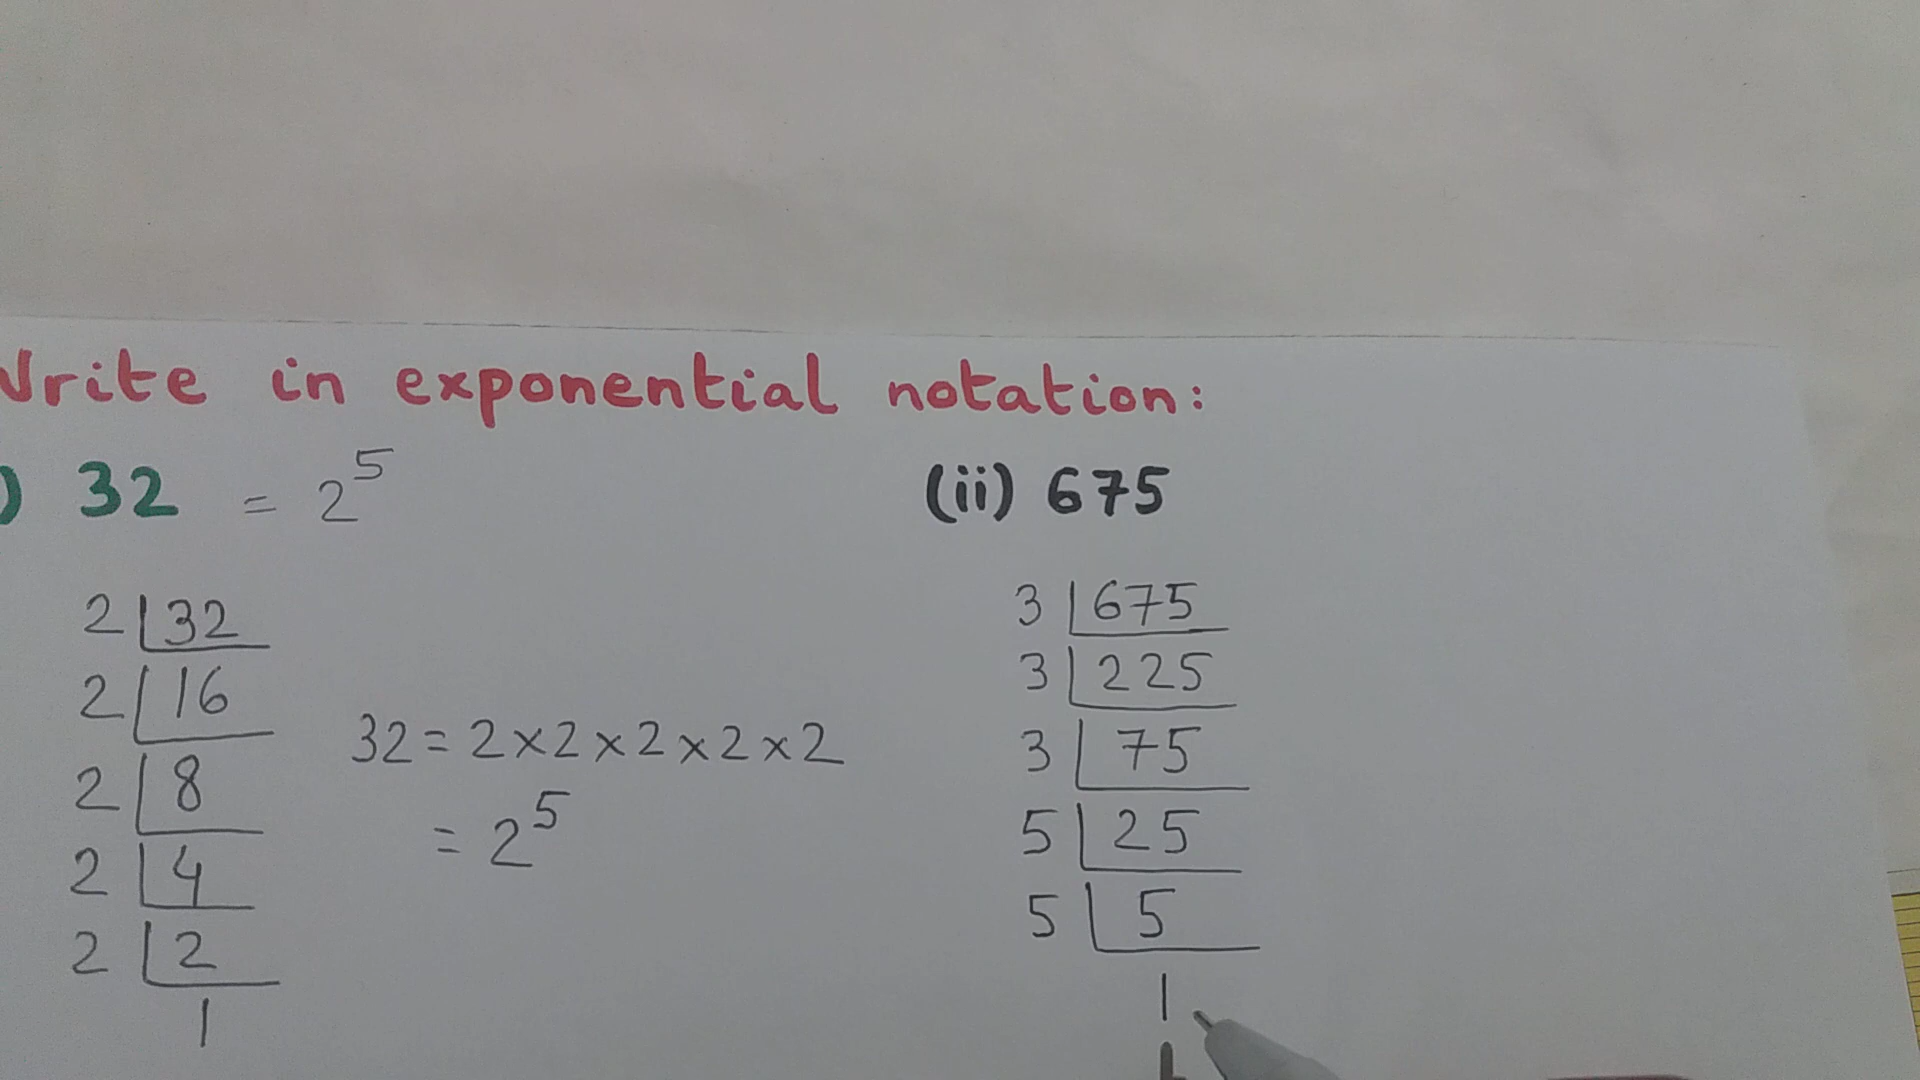 Write in exponential notation:
) 32 = 2^5
2 | 32
2 | 16
2 | 8
2 | 4
2 | 2
1
32 = 2 × 2 × 2 × 2 × 2
= 2^5
(ii) 675
3 | 675
3 | 225
3 | 75
5 | 25
5 | 5
1